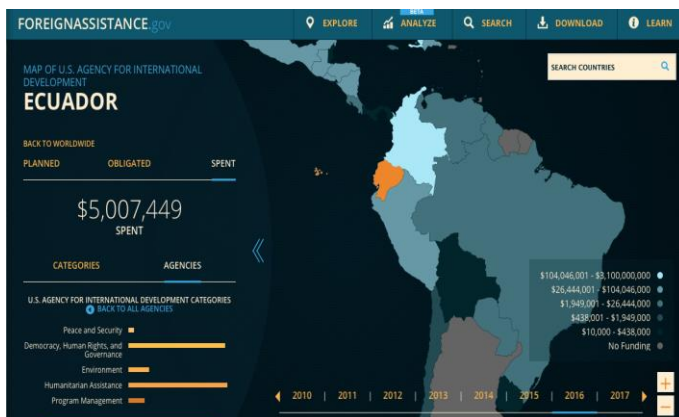 FOREIGNASSISTANCE.gov
EXPLORE
BETA
ANALYZE
SEARCH
DOWNLOAD
LEARN
MAP OF U.S. AGENCY FOR INTERNATIONAL
DEVELOPMENT
ECUADOR
SEARCH COUNTRIES
BACK TO WORLDWIDE
PLANNED OBLIGATED SPENT
$5,007,449
SPENT
CATEGORIES AGENCIES
U.S. AGENCY FOR INTERNATIONAL DEVELOPMENT CATEGORIES
BACK TO ALL AGENCIES
Peace and Security
Democracy, Human Rights, and
Governance
Environment
Humanitarian Assistance
Program Management
$104,046,001 - $3,100,000,000
$26,444,001 - $104,046,000
$1,949,001 - $26,444,000
$438,001 - $1,949,000
$10,000 - $438,000
No Funding
2010 | 2011 | 2012 | 2013 | 2014 | 2015 | 2016 | 2017